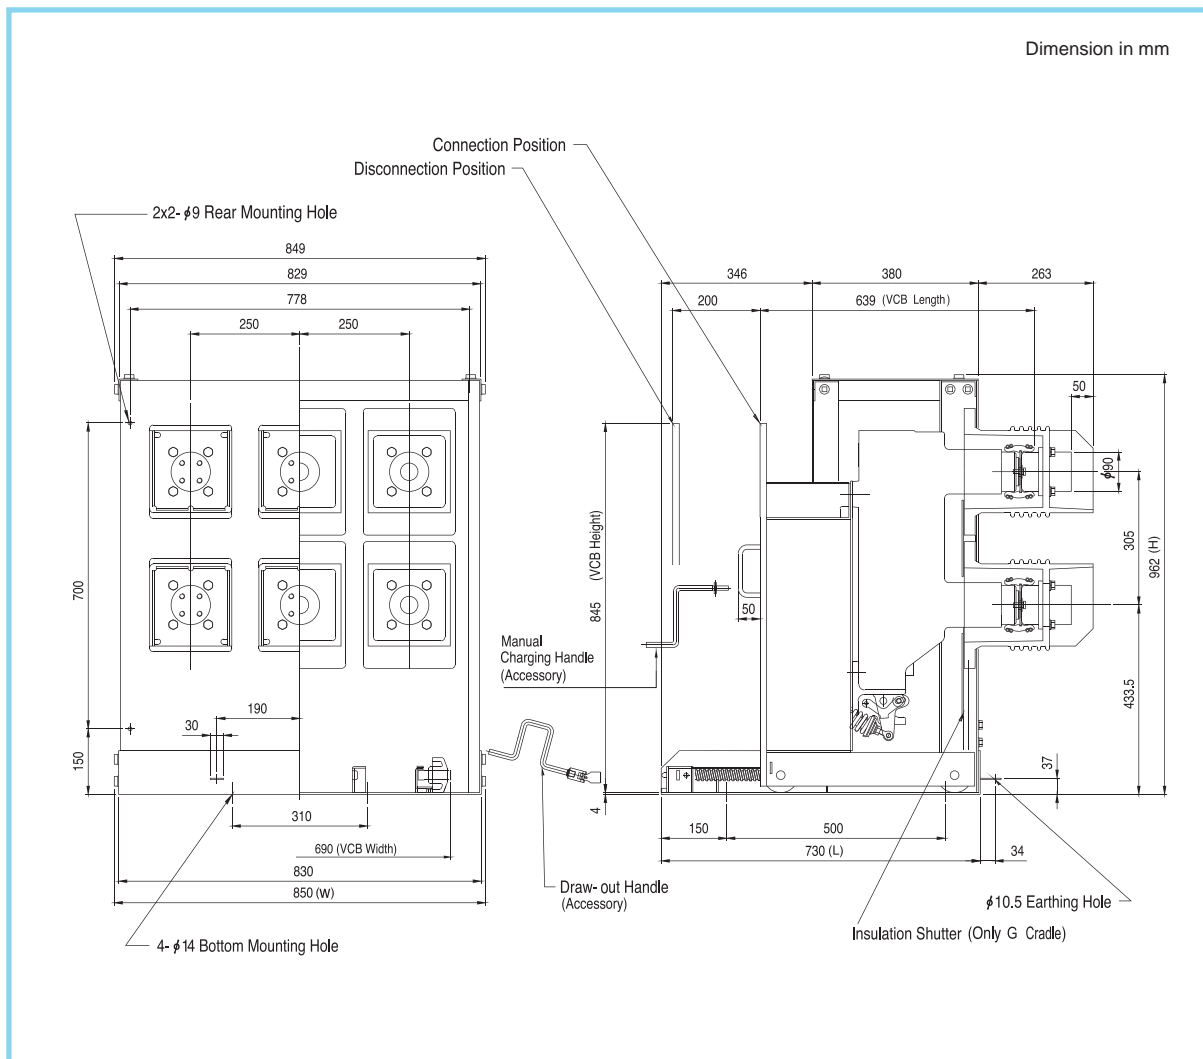 Dimension in mm
Connection Position
Disconnection Position
2x2- ϕ9 Rear Mounting Hole
849
829
778
250
250
346
380
263
200
639 (VCB Length)
50
ϕ90
305
962 (H)
700
845 (VCB Height)
50
Manual
Charging Handle
(Accessory)
433.5
190
30
150
37
4
310
150
500
690 (VCB Width)
730 (L)
34
830
850 (W)
Draw- out Handle
(Accessory)
ϕ10.5 Earthing Hole
Insulation Shutter (Only G Cradle)
4- ϕ14 Bottom Mounting Hole